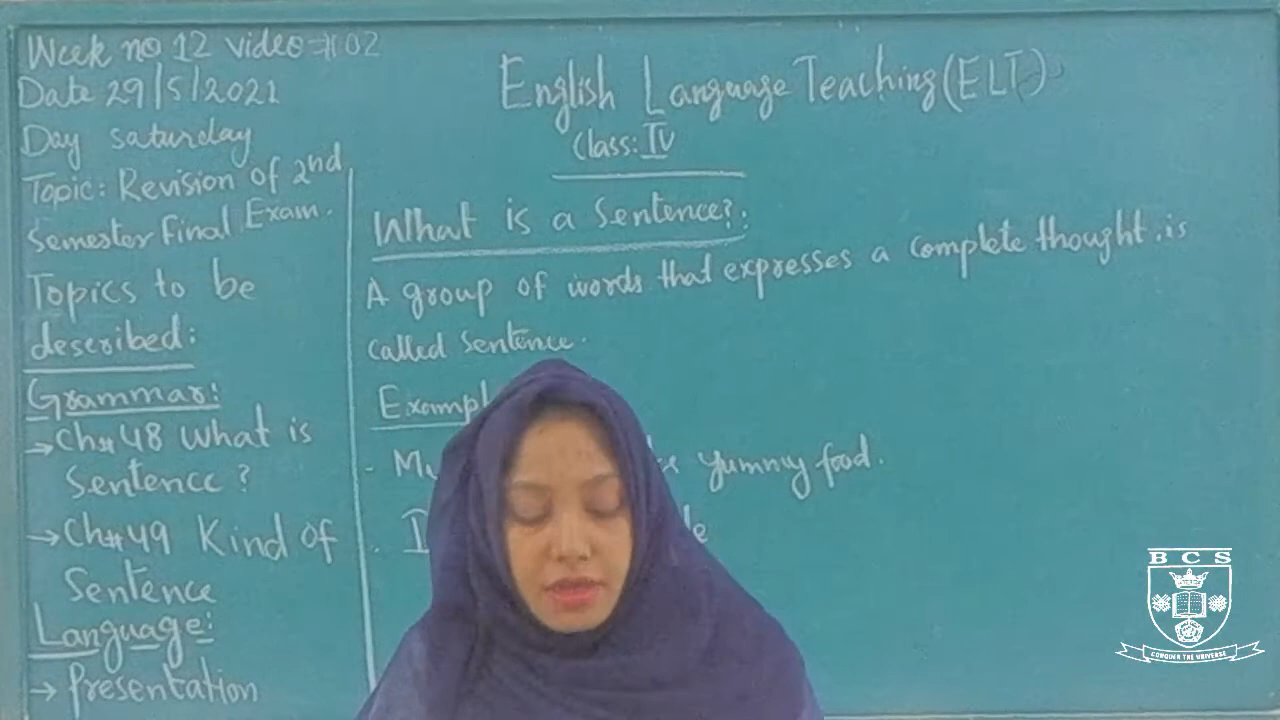 Week no 12 video # 02
Date 29/5/2021
Day saturday
Topic: Revision of 2nd
Semester Final Exam.
Topics to be
described:
Grammar:
→ Ch# 48 What is
Sentence?
→ Ch# 49 Kind of
Sentence
Language:
→ Presentation
English Language Teaching (ELT)
Class: IV
What is a Sentence?:
A group of words that expresses a complete thought. is
called sentence.
yummy food.
BCS
CONQUER THE UNIVERSE